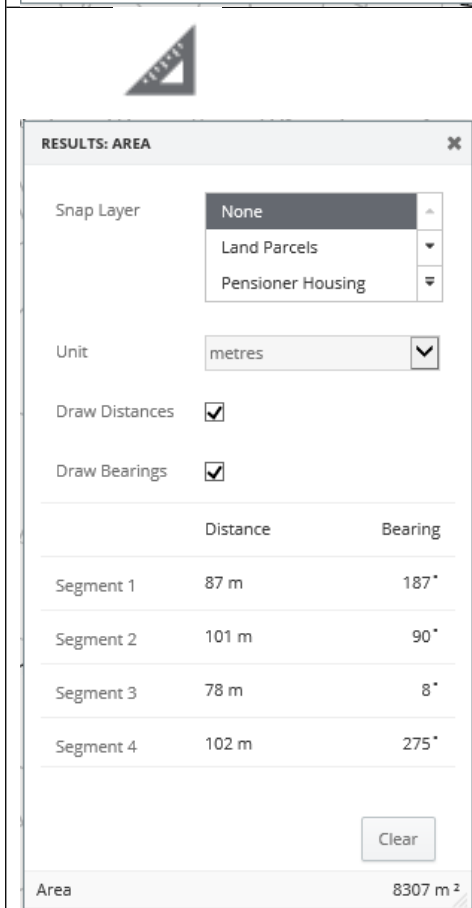 RESULTS: AREA
Snap Layer
None
Land Parcels
Pensioner Housing
Unit metres
Draw Distances
Draw Bearings
Distance Bearing
Segment 1 87 m 187°
Segment 2 101 m 90°
Segment 3 78 m 8°
Segment 4 102 m 275°
Clear
Area 8307 m²